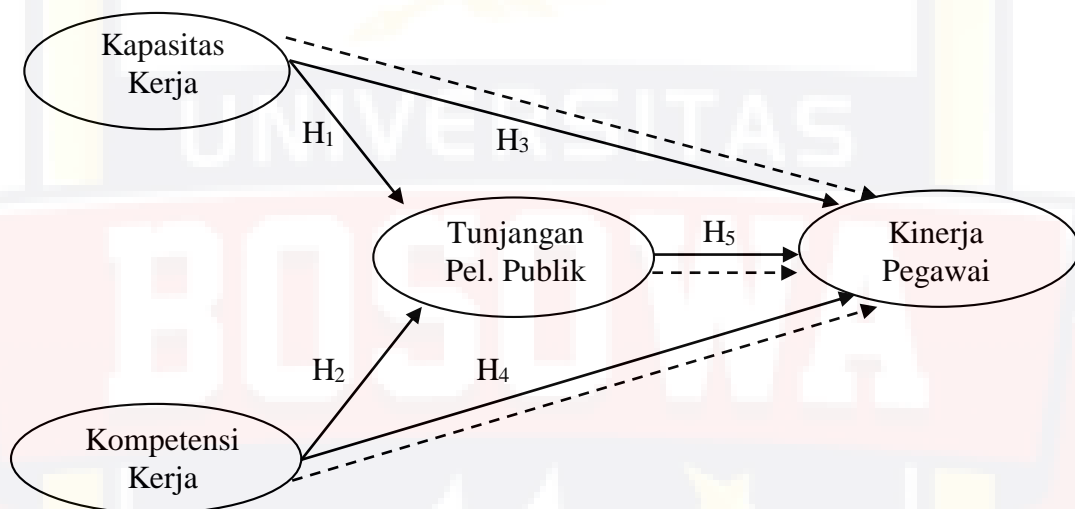 Kapasitas
Kerja
UNIVERSITAS
H₁
H₃
BOSOWA
Tunjangan
Pel. Publik
H₅
Kinerja
Pegawai
H₂
H₄
Kompetensi
Kerja